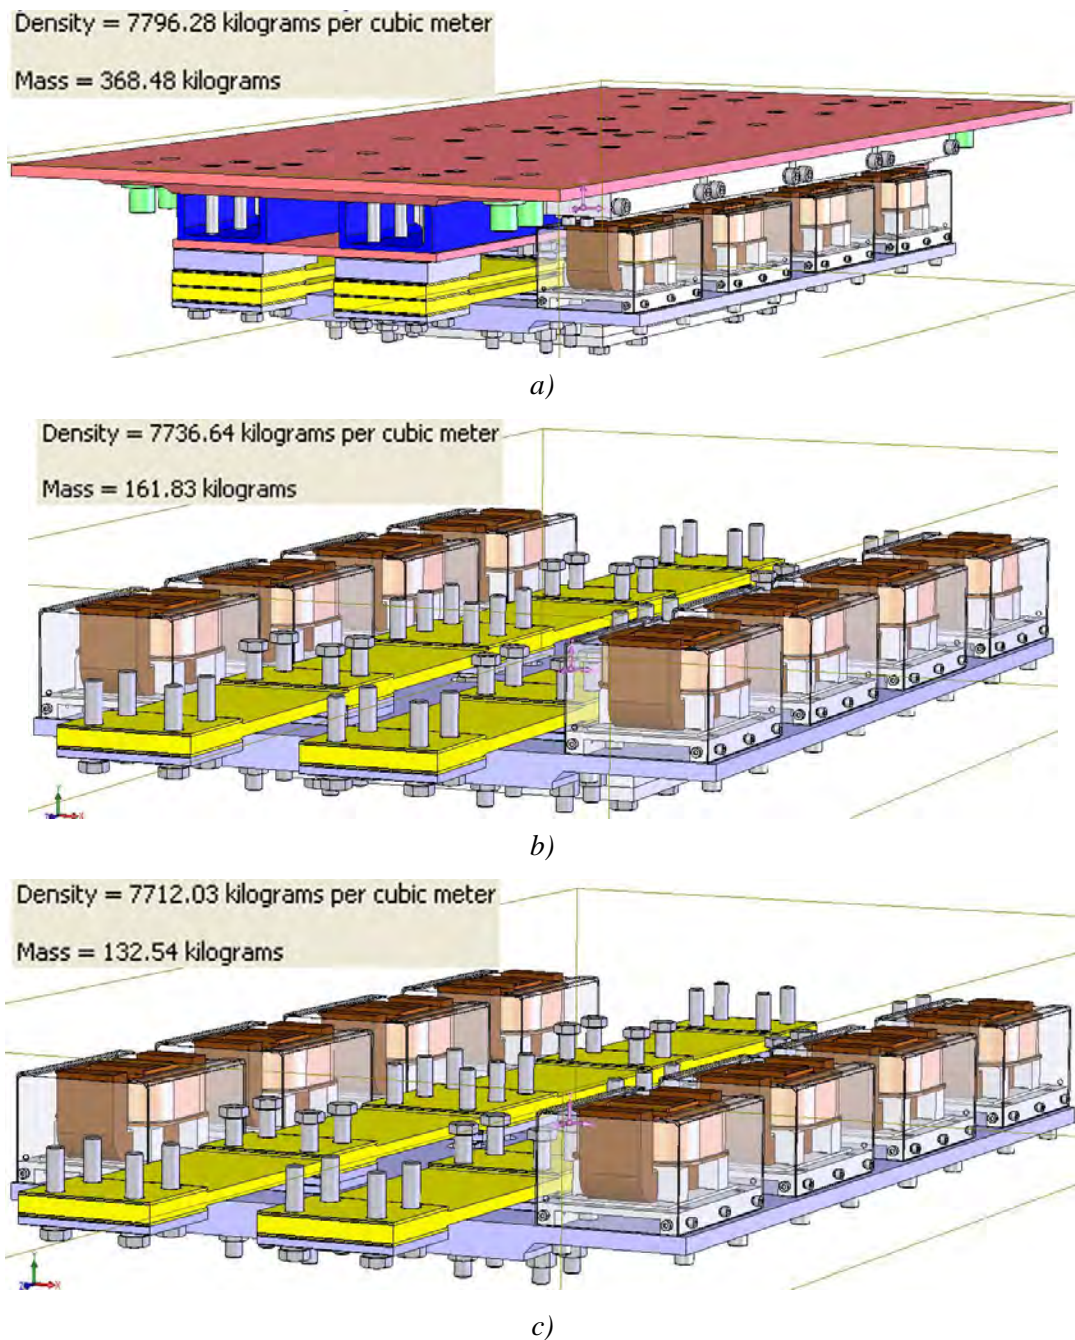 Density = 7796.28 kilograms per cubic meter
Mass = 368.48 kilograms
a)
Density = 7736.64 kilograms per cubic meter
Mass = 161.83 kilograms
b)
Density = 7712.03 kilograms per cubic meter
Mass = 132.54 kilograms
c)